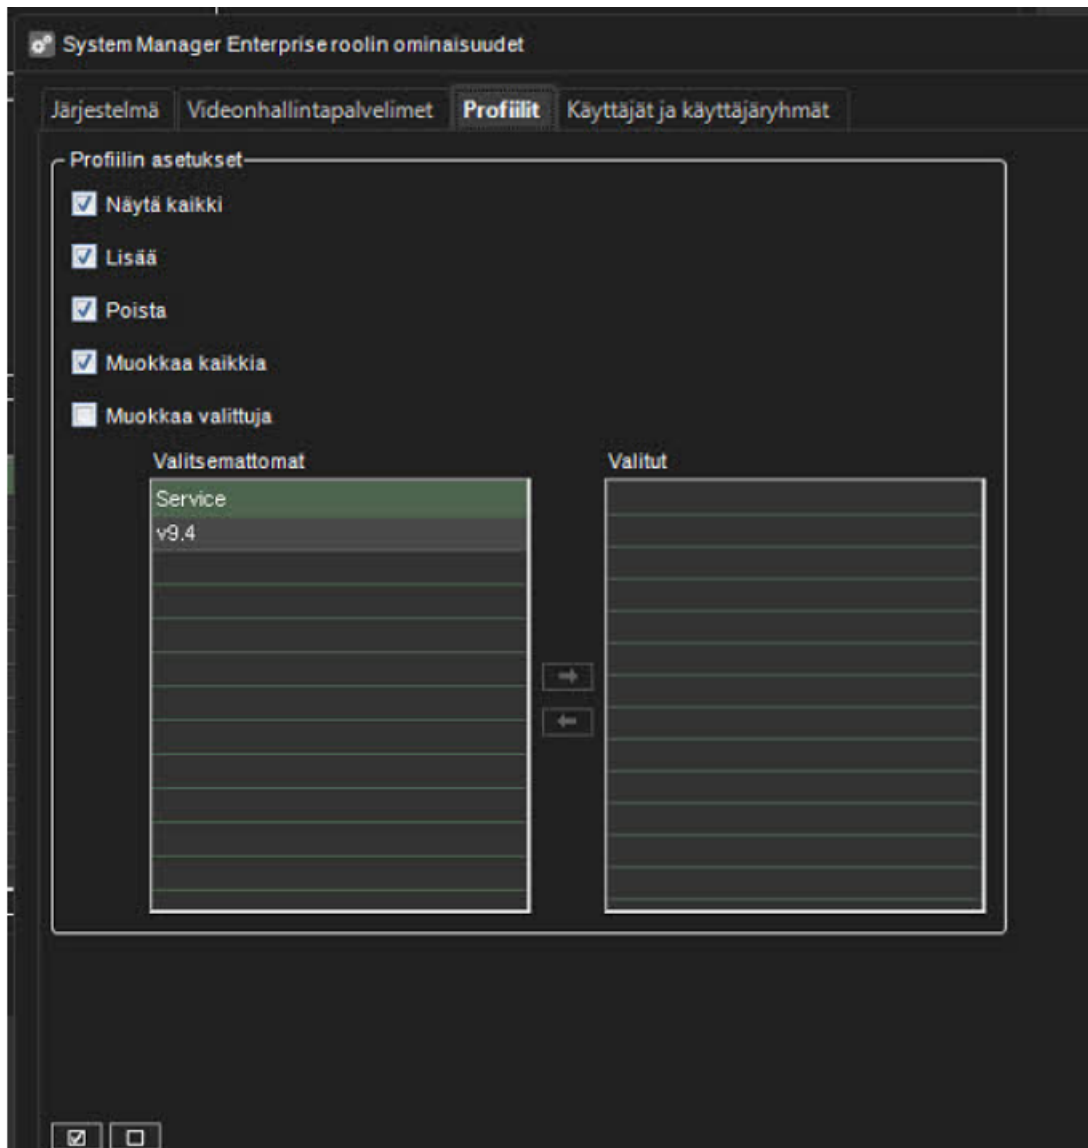 System Manager Enterprise roolin ominaisuudet
Järjestelmä Videonhallintapalvelimet Profiilit Käyttäjät ja käyttäjäryhmät
Profiilin asetukset
Näytä kaikki
Lisää
Poista
Muokkaa kaikkia
Muokkaa valittuja
Valitsemattomat Valitut
Service
v9.4